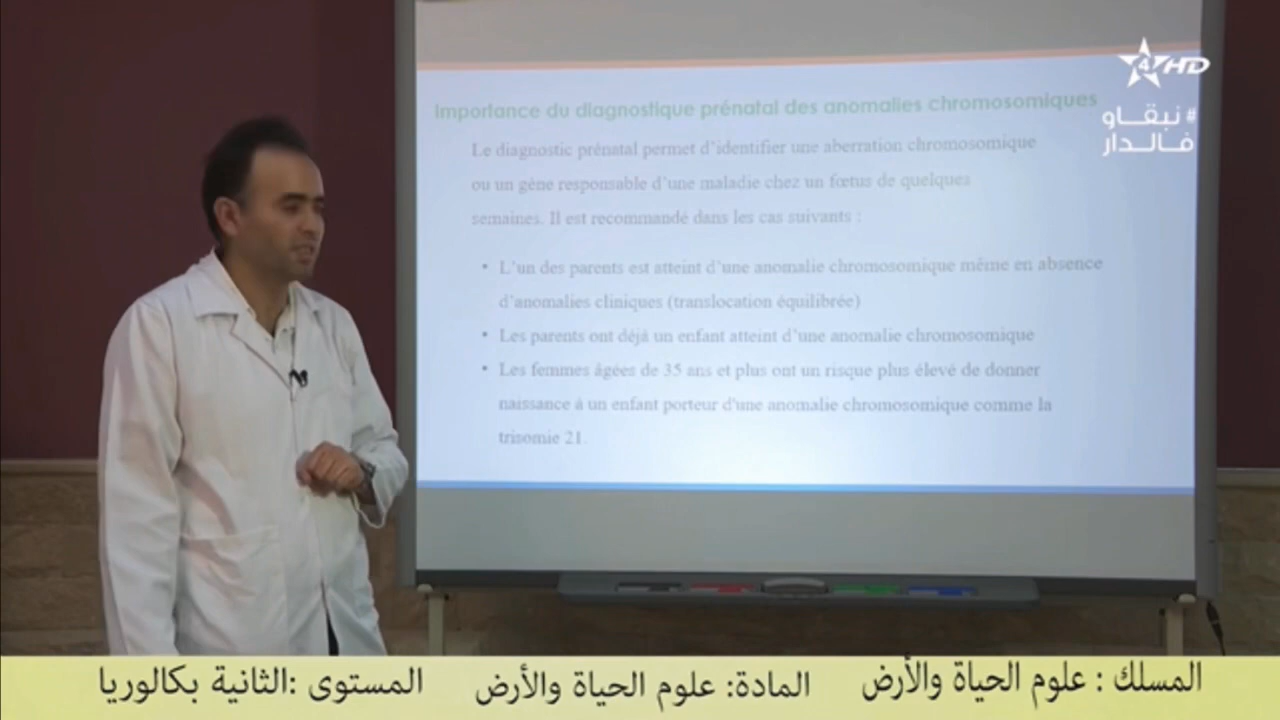 Importance du diagnostique prénatal des anomalies chromosomiques
Le diagnostic prénatal permet d'identifier une aberration chromosomique
ou un gène responsable d'une maladie chez un fœtus de quelques
semaines. Il est recommandé dans les cas suivants :
• L'un des parents est atteint d'une anomalie chromosomique même en absence
d'anomalies cliniques (translocation équilibrée)
• Les parents ont déjà un enfant atteint d'une anomalie chromosomique
• Les femmes âgées de 35 ans et plus ont un risque plus élevé de donner
naissance à un enfant porteur d'une anomalie chromosomique comme la
trisomie 21.
4 HD
#نبقاو
فالدار
المسلك : علوم الحياة والأرض
المادة: علوم الحياة والأرض
المستوى :الثانية بكالوريا